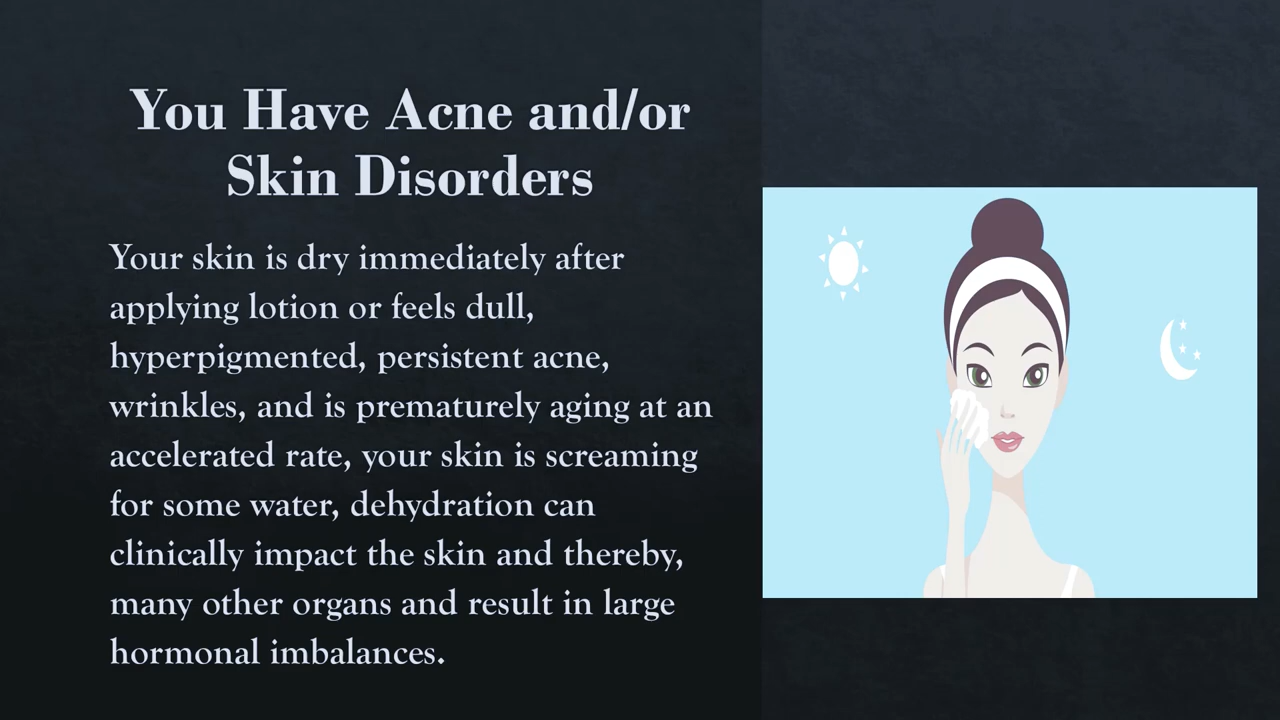 You Have Acne and/or
Skin Disorders
Your skin is dry immediately after
applying lotion or feels dull,
hyperpigmented, persistent acne,
wrinkles, and is prematurely aging at an
accelerated rate, your skin is screaming
for some water, dehydration can
clinically impact the skin and thereby,
many other organs and result in large
hormonal imbalances.